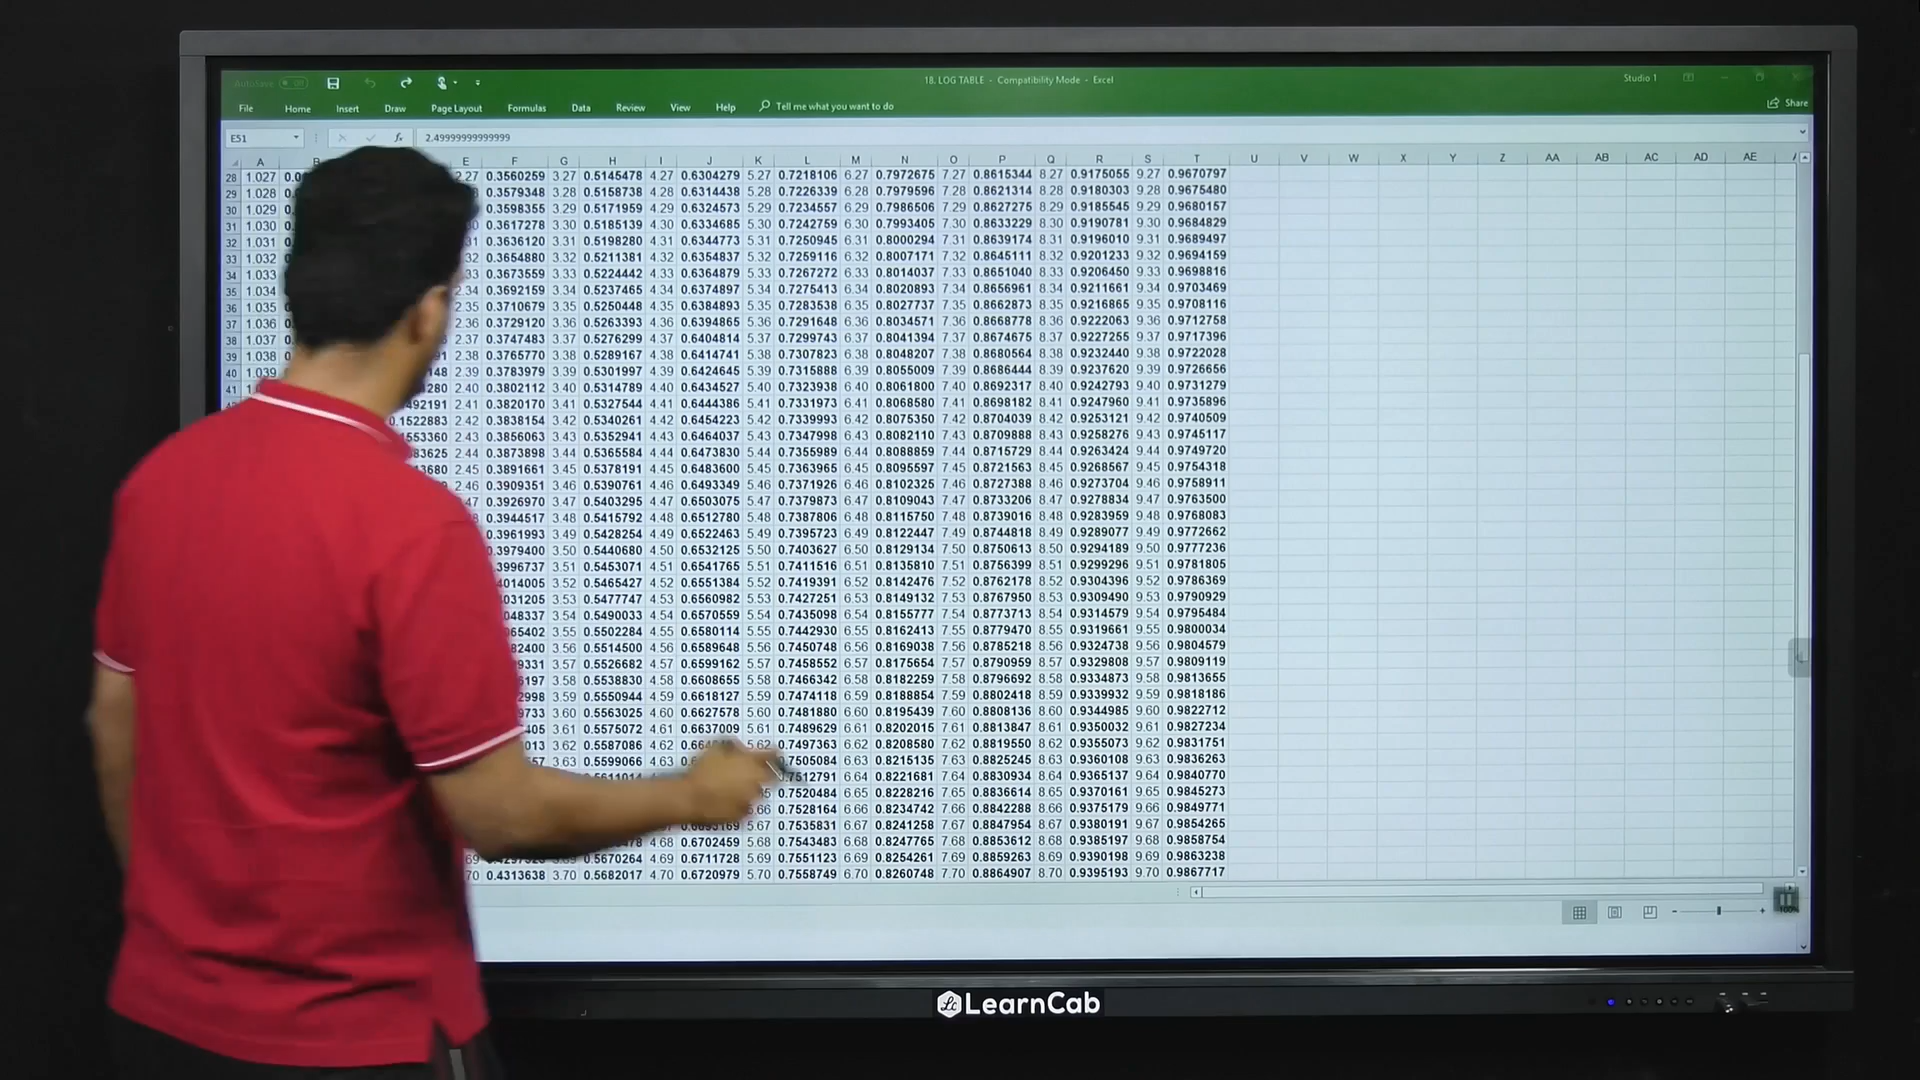 AutoSave Off 18. LOG TABLE - Compatibility Mode - Excel Studio 1
File Home Insert Draw Page Layout Formulas Data Review View Help Tell me what you want to do Share
E51 fx 2.49999999999999
A E F G H I J K L M N O P Q R S T U V W X Y Z AA AB AC AD AE
28 1.027 0.3560259 3.27 0.5145478 4.27 0.6304279 5.27 0.7218106 6.27 0.7972675 7.27 0.8615344 8.27 0.9175055 9.27 0.9670797
29 1.028 0.3579348 3.28 0.5158738 4.28 0.6314438 5.28 0.7226339 6.28 0.7979596 7.28 0.8621314 8.28 0.9180303 9.28 0.9675480
30 1.029 0.3598355 3.29 0.5171959 4.29 0.6324573 5.29 0.7234557 6.29 0.7986506 7.29 0.8627275 8.29 0.9185545 9.29 0.9680157
31 1.030 0.3617278 3.30 0.5185139 4.30 0.6334685 5.30 0.7242759 6.30 0.7993405 7.30 0.8633229 8.30 0.9190781 9.30 0.9684829
32 1.031 0.3636120 3.31 0.5198280 4.31 0.6344773 5.31 0.7250945 6.31 0.8000294 7.31 0.8639174 8.31 0.9196010 9.31 0.9689497
33 1.032 0.3654880 3.32 0.5211381 4.32 0.6354837 5.32 0.7259116 6.32 0.8007171 7.32 0.8645111 8.32 0.9201233 9.32 0.9694159
34 1.033 0.3673559 3.33 0.5224442 4.33 0.6364879 5.33 0.7267272 6.33 0.8014037 7.33 0.8651040 8.33 0.9206450 9.33 0.9698816
35 1.034 2.34 0.3692159 3.34 0.5237465 4.34 0.6374897 5.34 0.7275413 6.34 0.8020893 7.34 0.8656961 8.34 0.9211661 9.34 0.9703469
36 1.035 2.35 0.3710679 3.35 0.5250448 4.35 0.6384893 5.35 0.7283538 6.35 0.8027737 7.35 0.8662873 8.35 0.9216865 9.35 0.9708116
37 1.036 2.36 0.3729120 3.36 0.5263393 4.36 0.6394865 5.36 0.7291648 6.36 0.8034571 7.36 0.8668778 8.36 0.9222063 9.36 0.9712758
38 1.037 2.37 0.3747483 3.37 0.5276299 4.37 0.6404814 5.37 0.7299743 6.37 0.8041394 7.37 0.8674675 8.37 0.9227255 9.37 0.9717396
39 1.038 2.38 0.3765770 3.38 0.5289167 4.38 0.6414741 5.38 0.7307823 6.38 0.8048207 7.38 0.8680564 8.38 0.9232440 9.38 0.9722028
40 1.039 2.39 0.3783979 3.39 0.5301997 4.39 0.6424645 5.39 0.7315888 6.39 0.8055009 7.39 0.8686444 8.39 0.9237620 9.39 0.9726656
41 2.40 0.3802112 3.40 0.5314789 4.40 0.6434527 5.40 0.7323938 6.40 0.8061800 7.40 0.8692317 8.40 0.9242793 9.40 0.9731279
2.41 0.3820170 3.41 0.5327544 4.41 0.6444386 5.41 0.7331973 6.41 0.8068580 7.41 0.8698182 8.41 0.9247960 9.41 0.9735896
0.1522883 2.42 0.3838154 3.42 0.5340261 4.42 0.6454223 5.42 0.7339993 6.42 0.8075350 7.42 0.8704039 8.42 0.9253121 9.42 0.9740509
2.43 0.3856063 3.43 0.5352941 4.43 0.6464037 5.43 0.7347998 6.43 0.8082110 7.43 0.8709888 8.43 0.9258276 9.43 0.9745117
2.44 0.3873898 3.44 0.5365584 4.44 0.6473830 5.44 0.7355989 6.44 0.8088859 7.44 0.8715729 8.44 0.9263424 9.44 0.9749720
2.45 0.3891661 3.45 0.5378191 4.45 0.6483600 5.45 0.7363965 6.45 0.8095597 7.45 0.8721563 8.45 0.9268567 9.45 0.9754318
2.46 0.3909351 3.46 0.5390761 4.46 0.6493349 5.46 0.7371926 6.46 0.8102325 7.46 0.8727388 8.46 0.9273704 9.46 0.9758911
0.3926970 3.47 0.5403295 4.47 0.6503075 5.47 0.7379873 6.47 0.8109043 7.47 0.8733206 8.47 0.9278834 9.47 0.9763500
0.3944517 3.48 0.5415792 4.48 0.6512780 5.48 0.7387806 6.48 0.8115750 7.48 0.8739016 8.48 0.9283959 9.48 0.9768083
0.3961993 3.49 0.5428254 4.49 0.6522463 5.49 0.7395723 6.49 0.8122447 7.49 0.8744818 8.49 0.9289077 9.49 0.9772662
0.3979400 3.50 0.5440680 4.50 0.6532125 5.50 0.7403627 6.50 0.8129134 7.50 0.8750613 8.50 0.9294189 9.50 0.9777236
3.51 0.5453071 4.51 0.6541765 5.51 0.7411516 6.51 0.8135810 7.51 0.8756399 8.51 0.9299296 9.51 0.9781805
3.52 0.5465427 4.52 0.6551384 5.52 0.7419391 6.52 0.8142476 7.52 0.8762178 8.52 0.9304396 9.52 0.9786369
3.53 0.5477747 4.53 0.6560982 5.53 0.7427251 6.53 0.8149132 7.53 0.8767950 8.53 0.9309490 9.53 0.9790929
3.54 0.5490033 4.54 0.6570559 5.54 0.7435098 6.54 0.8155777 7.54 0.8773713 8.54 0.9314579 9.54 0.9795484
3.55 0.5502284 4.55 0.6580114 5.55 0.7442930 6.55 0.8162413 7.55 0.8779470 8.55 0.9319661 9.55 0.9800034
3.56 0.5514500 4.56 0.6589648 5.56 0.7450748 6.56 0.8169038 7.56 0.8785218 8.56 0.9324738 9.56 0.9804579
3.57 0.5526682 4.57 0.6599162 5.57 0.7458552 6.57 0.8175654 7.57 0.8790959 8.57 0.9329808 9.57 0.9809119
3.58 0.5538830 4.58 0.6608655 5.58 0.7466342 6.58 0.8182259 7.58 0.8796692 8.58 0.9334873 9.58 0.9813655
3.59 0.5550944 4.59 0.6618127 5.59 0.7474118 6.59 0.8188854 7.59 0.8802418 8.59 0.9339932 9.59 0.9818186
3.60 0.5563025 4.60 0.6627578 5.60 0.7481880 6.60 0.8195439 7.60 0.8808136 8.60 0.9344985 9.60 0.9822712
3.61 0.5575072 4.61 0.6637009 5.61 0.7489629 6.61 0.8202015 7.61 0.8813847 8.61 0.9350032 9.61 0.9827234
3.62 0.5587086 4.62 5.62 0.7497363 6.62 0.8208580 7.62 0.8819550 8.62 0.9355073 9.62 0.9831751
3.63 0.5599066 4.63 0.7505084 6.63 0.8215135 7.63 0.8825245 8.63 0.9360108 9.63 0.9836263
0.7512791 6.64 0.8221681 7.64 0.8830934 8.64 0.9365137 9.64 0.9840770
0.7520484 6.65 0.8228216 7.65 0.8836614 8.65 0.9370161 9.65 0.9845273
0.7528164 6.66 0.8234742 7.66 0.8842288 8.66 0.9375179 9.66 0.9849771
5.67 0.7535831 6.67 0.8241258 7.67 0.8847954 8.67 0.9380191 9.67 0.9854265
4.68 0.6702459 5.68 0.7543483 6.68 0.8247765 7.68 0.8853612 8.68 0.9385197 9.68 0.9858754
0.5670264 4.69 0.6711728 5.69 0.7551123 6.69 0.8254261 7.69 0.8859263 8.69 0.9390198 9.69 0.9863238
0.4313638 3.70 0.5682017 4.70 0.6720979 5.70 0.7558749 6.70 0.8260748 7.70 0.8864907 8.70 0.9395193 9.70 0.9867717
Lc LearnCab